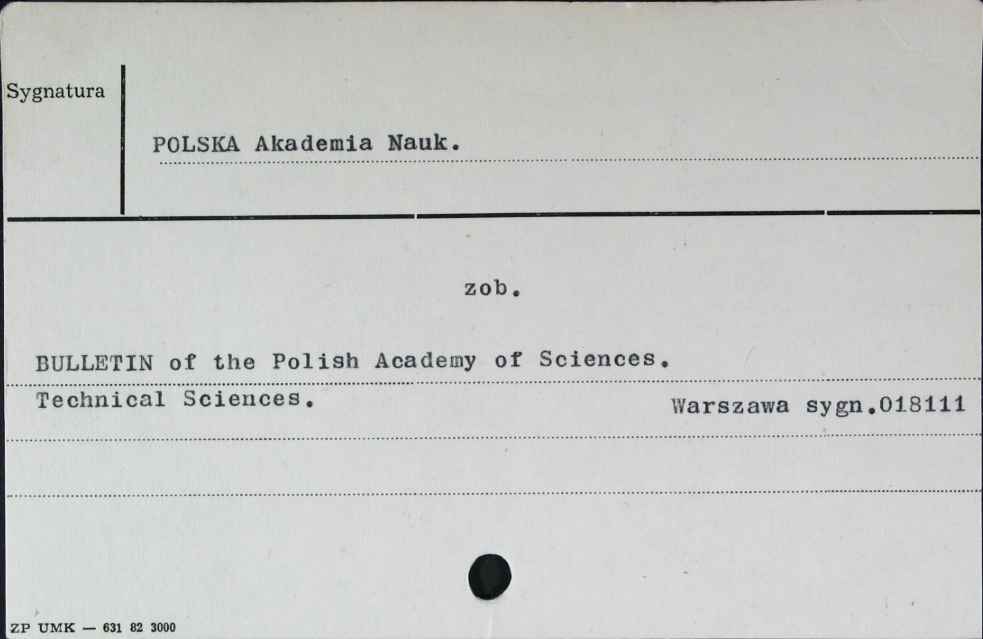 Sygnatura
POLSKA Akademia Nauk.
zob.
BULLETIN of the Polish Academy of Sciences.
Technical Sciences.
Warszawa sygn.018111
ZP UMK — 631 82 3000